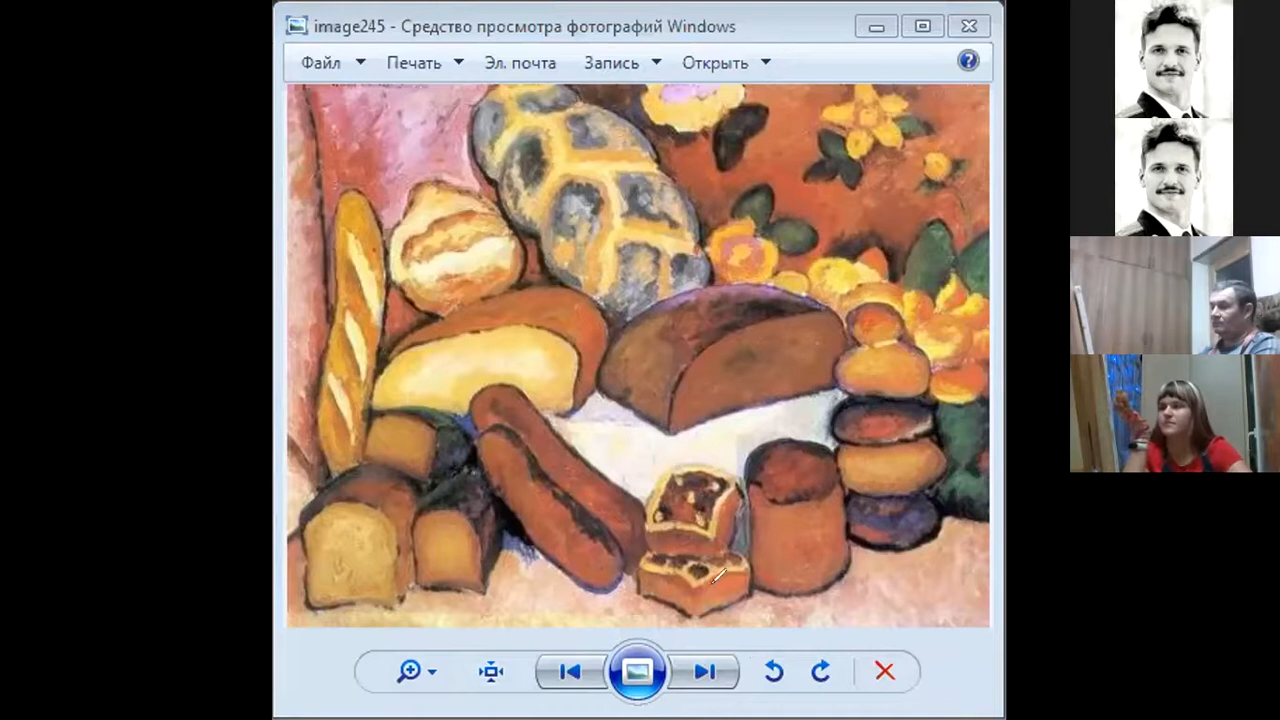 image245 - Средство просмотра фотографий Windows
Файл Печать Эл. почта Запись Открыть